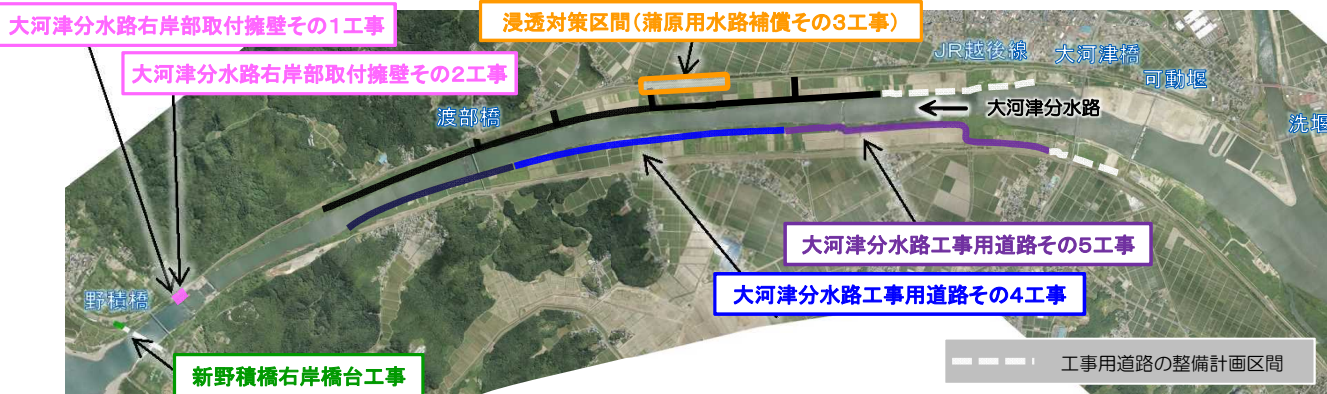 大河津分水路右岸部取付擁壁その1工事
浸透対策区間(蒲原用水路補償その3工事)
大河津分水路右岸部取付擁壁その2工事
JR越後線
大河津橋
可動堰
洗堰
渡部橋
大河津分水路
野積橋
大河津分水路工事用道路その5工事
大河津分水路工事用道路その4工事
新野積橋右岸橋台工事
工事用道路の整備計画区間